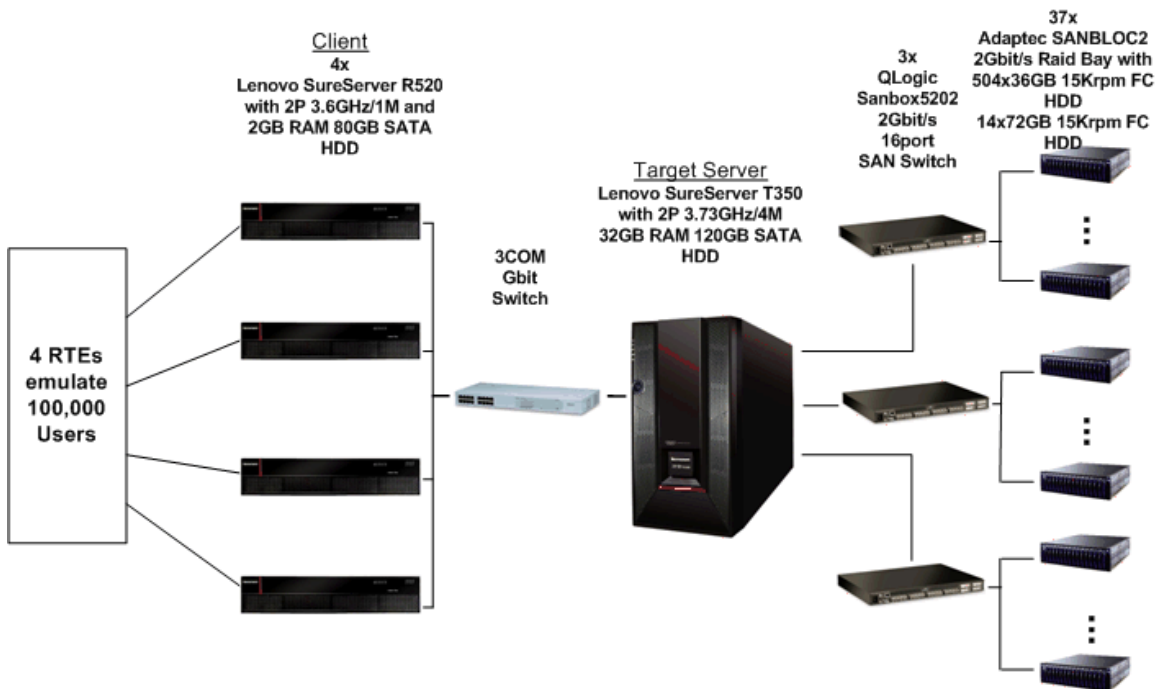 Client
4x
Lenovo SureServer R520
with 2P 3.6GHz/1M and
2GB RAM 80GB SATA
HDD
4 RTEs
emulate
100,000
Users
3COM
Gbit
Switch
Target Server
Lenovo SureServer T350
with 2P 3.73GHz/4M
32GB RAM 120GB SATA
HDD
3x
QLogic
Sanbox5202
2Gbit/s
16port
SAN Switch
37x
Adaptec SANBLOC2
2Gbit/s Raid Bay with
504x36GB 15Krpm FC
HDD
14x72GB 15Krpm FC
HDD